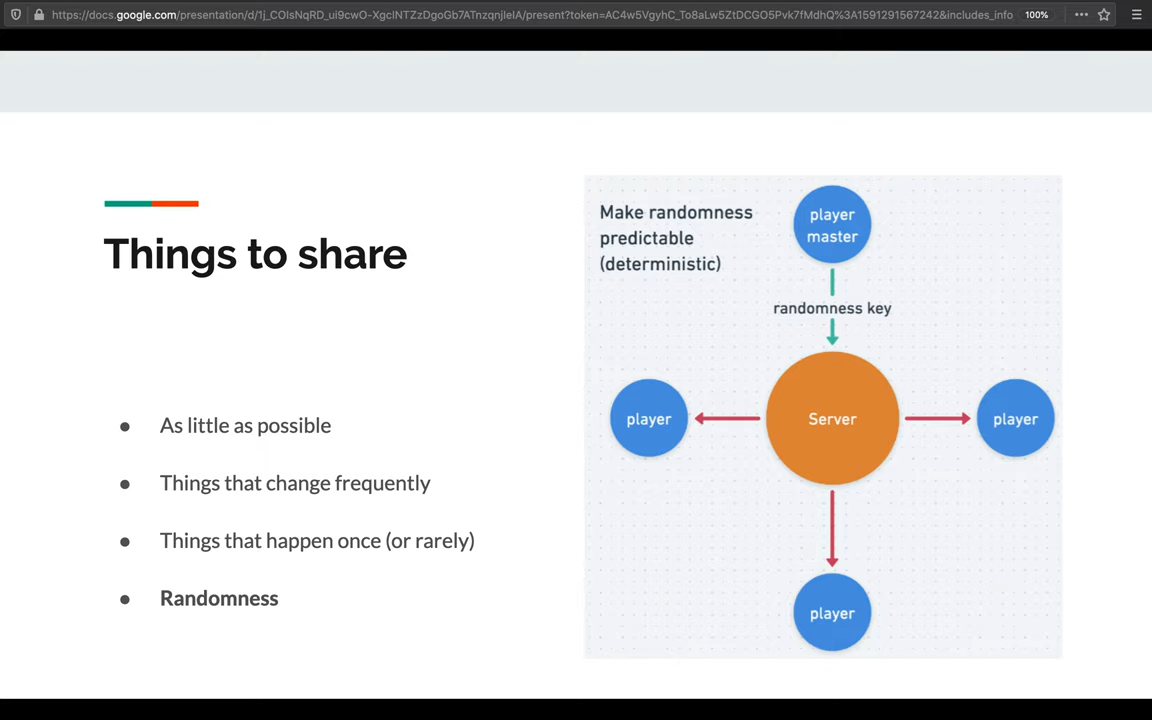 https://docs.google.com/presentation/d/1j_COIsNqRD_ui9cwO-XgclNTZzDgoGb7ATnzqnjIeIA/present?token=AC4w5VgyhC_To8aLw5ZtDCGO5Pvk7fMdhQ%3A1591291567242&includes_info
100%
Things to share
As little as possible
Things that change frequently
Things that happen once (or rarely)
Randomness
Make randomness
predictable
(deterministic)
player
master
randomness key
player
Server
player
player